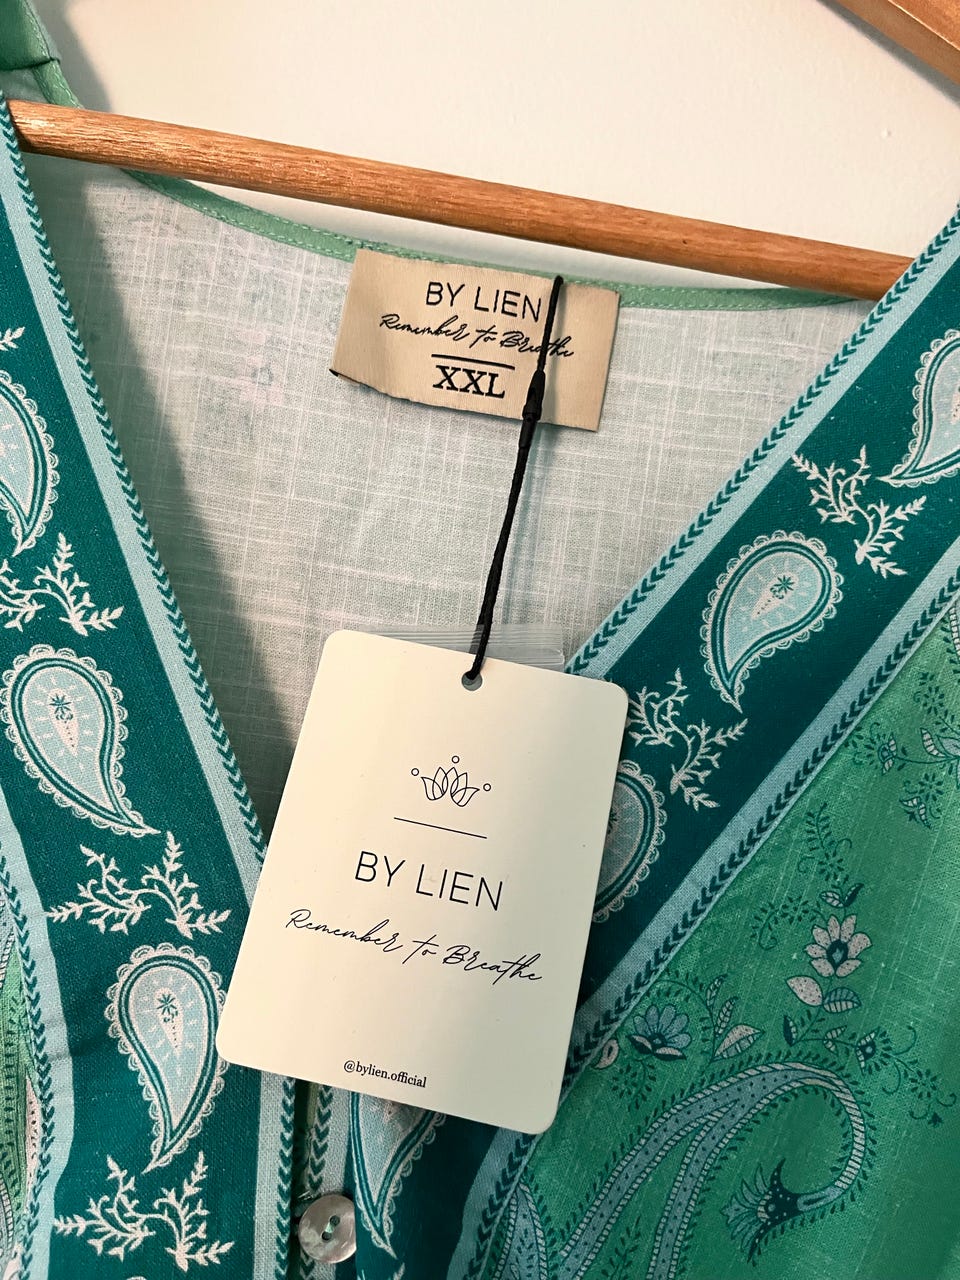 BY LIEN
Remember to Breathe
XXL
BY LIEN
Remember to Breathe
@bylien.official